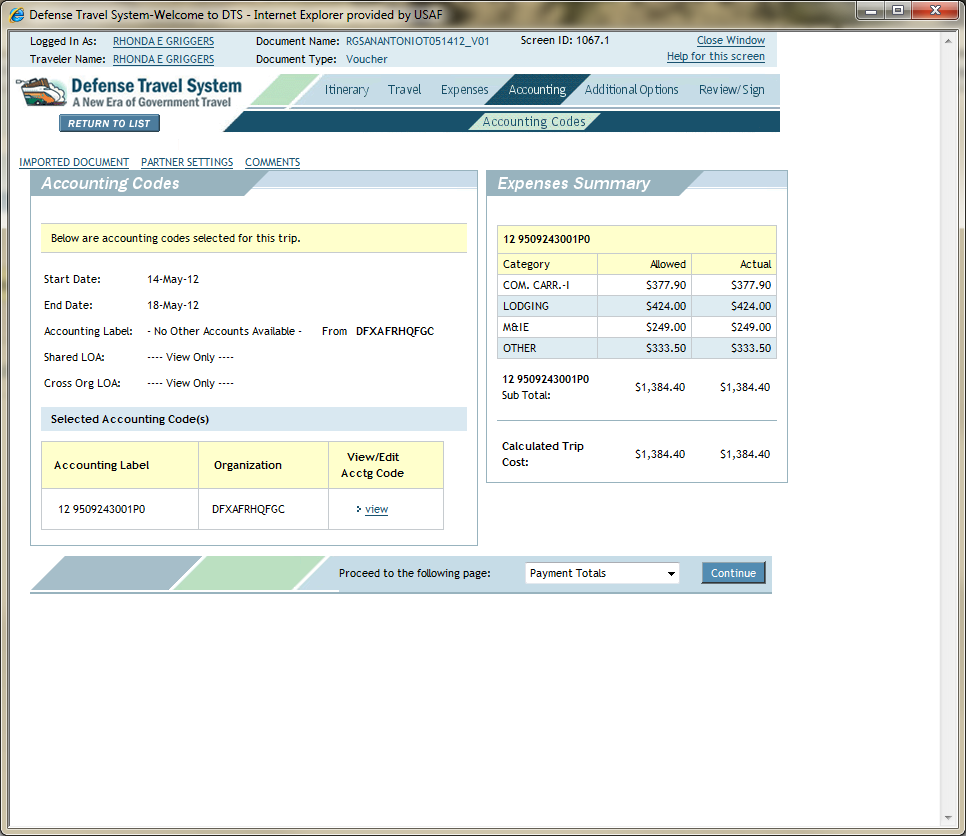 Defense Travel System-Welcome to DTS - Internet Explorer provided by USAF
Logged In As: RHONDA E GRIGGERS Document Name: RGSANANTONIOT051412_V01 Screen ID: 1067.1 Close Window
Traveler Name: RHONDA E GRIGGERS Document Type: Voucher Help for this screen
Defense Travel System
A New Era of Government Travel
RETURN TO LIST
Itinerary Travel Expenses Accounting Additional Options Review/Sign
Accounting Codes
IMPORTED DOCUMENT PARTNER SETTINGS COMMENTS
Accounting Codes
Below are accounting codes selected for this trip.
Start Date: 14-May-12
End Date: 18-May-12
Accounting Label: - No Other Accounts Available - From DFXAFRHQFGC
Shared LOA: ---- View Only ----
Cross Org LOA: ---- View Only ----
Selected Accounting Code(s)
Accounting Label Organization View/Edit Acctg Code
12 9509243001P0 DFXAFRHQFGC view
Expenses Summary
12 9509243001P0
Category Allowed Actual
COM. CARR.-I $377.90 $377.90
LODGING $424.00 $424.00
M&IE $249.00 $249.00
OTHER $333.50 $333.50
12 9509243001P0
Sub Total: $1,384.40 $1,384.40
Calculated Trip
Cost: $1,384.40 $1,384.40
Proceed to the following page: Payment Totals Continue